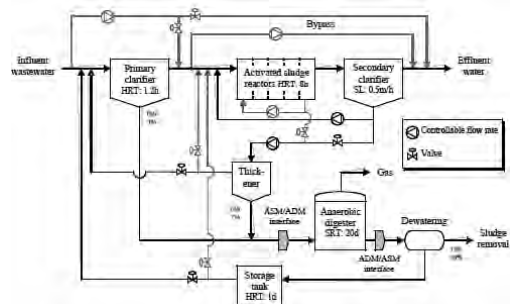 Bypass
Influent
wastewater
Primary
clarifier
HRT: 1.2h
Activated sludge
reactors HRT: 8h
Secondary
clarifier
SL: 0.5m/h
Effluent
water
Controllable flow rate
Valve
Thick-
ener
Gas
ASM/ADM
interface
Anaerobic
digester
SRT: 20d
Dewatering
Sludge
removal
ADM/ASM
interface
Storage
tank
HRT: 1d